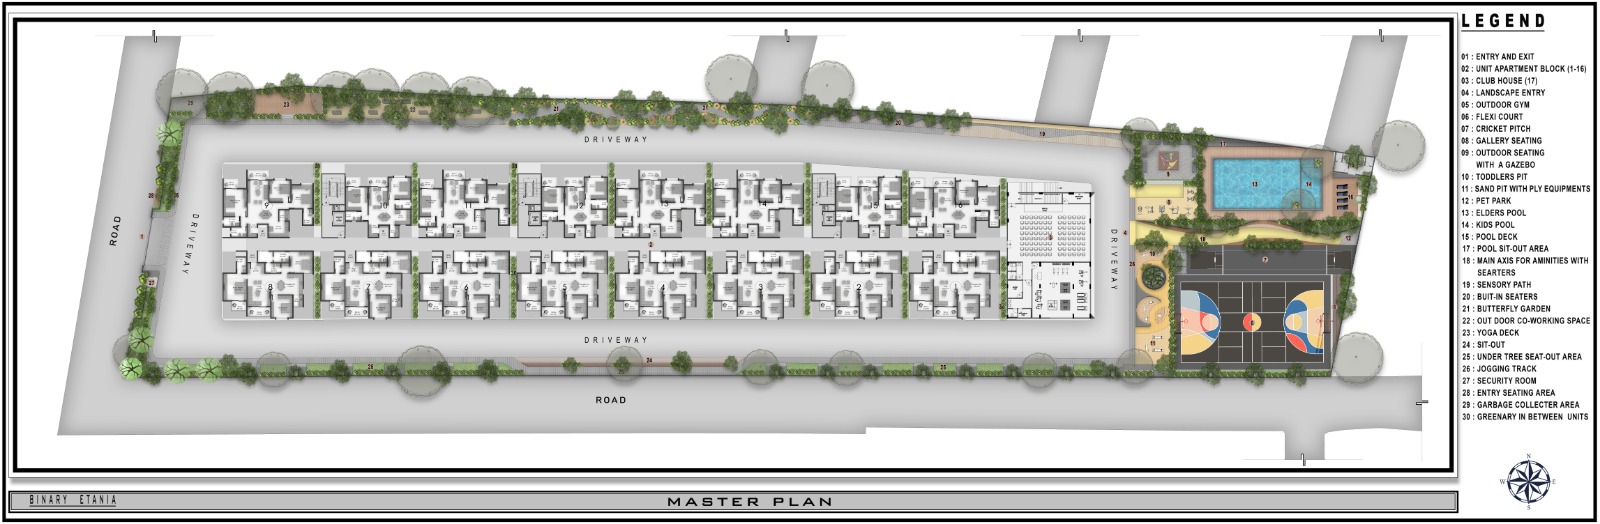 LEGEND
01 : ENTRY AND EXIT
02 : UNIT APARTMENT BLOCK (1-16)
03 : CLUB HOUSE (17)
04 : LANDSCAPE ENTRY
05 : OUTDOOR GYM
06 : FLEXI COURT
07 : CRICKET PITCH
08 : GALLERY SEATING
09 : OUTDOOR SEATING
WITH A GAZEBO
10 : TODDLERS PIT
11 : SAND PIT WITH PLY EQUIPMENTS
12 : PET PARK
13 : ELDERS POOL
14 : KIDS POOL
15 : POOL DECK
17 : POOL SIT-OUT AREA
18 : MAIN AXIS FOR AMINITIES WITH
SEARTERS
19 : SENSORY PATH
20 : BUIT-IN SEATERS
21 : BUTTERFLY GARDEN
22 : OUT DOOR CO-WORKING SPACE
23 : YOGA DECK
24 : SIT-OUT
25 : UNDER TREE SEAT-OUT AREA
26 : JOGGING TRACK
27 : SECURITY ROOM
28 : ENTRY SEATING AREA
29 : GARBAGE COLLECTER AREA
30 : GREENARY IN BETWEEN UNITS
DRIVEWAY
ROAD
DRIVEWAY
DRIVEWAY
DRIVEWAY
ROAD
N
W E
S
BINARY ETANIA
MASTER PLAN